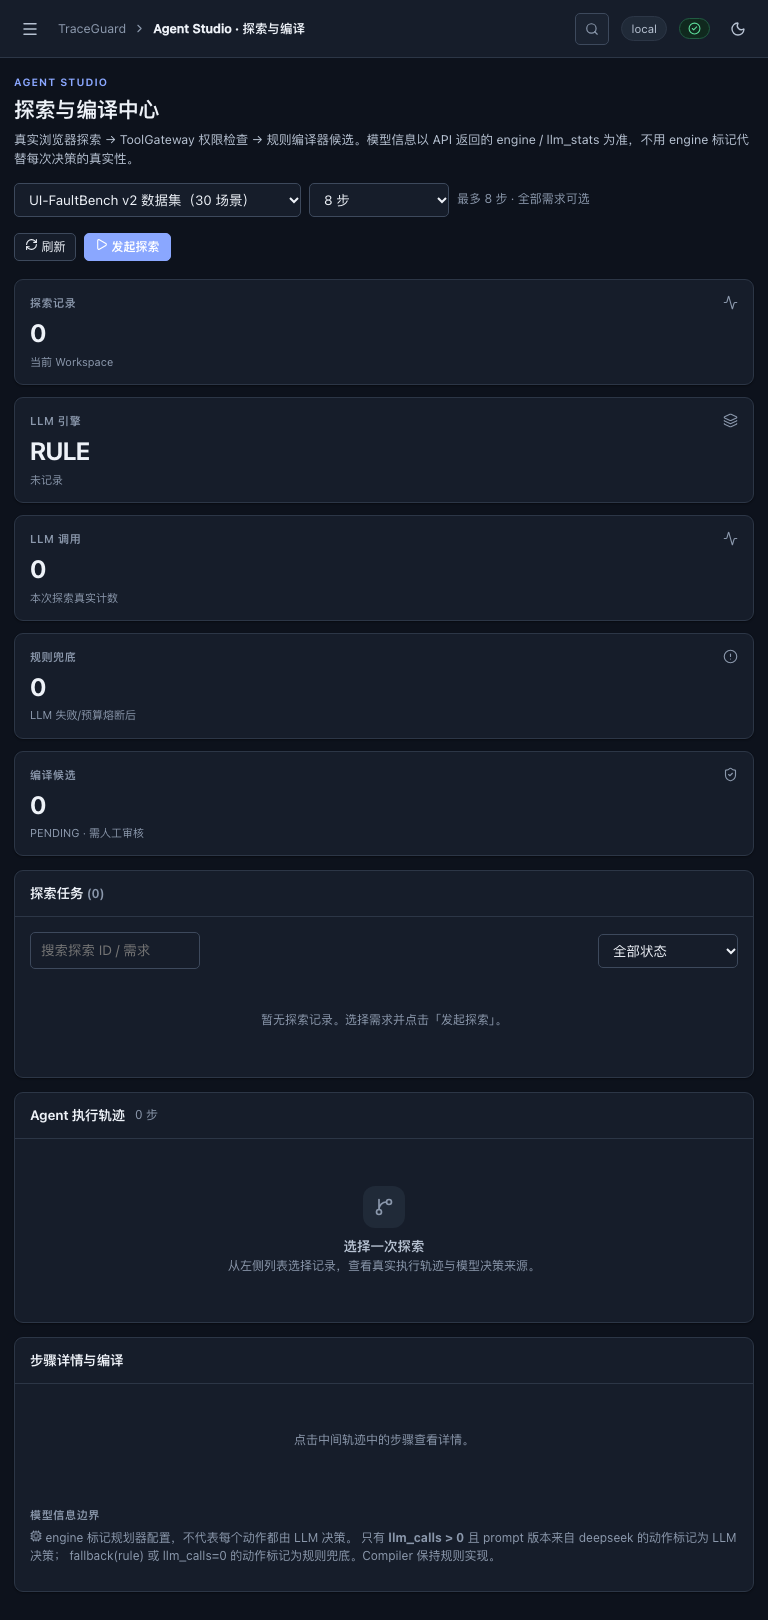 TraceGuard > Agent Studio · 探索与编译
local
AGENT STUDIO
探索与编译中心
真实浏览器探索 → ToolGateway 权限检查 → 规则编译器候选。模型信息以 API 返回的 engine / llm_stats 为准，不用 engine 标记代
替每次决策的真实性。
UI-FaultBench v2 数据集（30 场景）
8 步
最多 8 步 · 全部需求可选
刷新
发起探索
探索记录
0
当前 Workspace
LLM 引擎
RULE
未记录
LLM 调用
0
本次探索真实计数
规则兜底
0
LLM 失败/预算熔断后
编译候选
0
PENDING · 需人工审核
探索任务 (0)
搜索探索 ID / 需求
全部状态
暂无探索记录。选择需求并点击「发起探索」。
Agent 执行轨迹 0 步
选择一次探索
从左侧列表选择记录，查看真实执行轨迹与模型决策来源。
步骤详情与编译
点击中间轨迹中的步骤查看详情。
模型信息边界
engine 标记规划器配置，不代表每个动作都由 LLM 决策。 只有 llm_calls > 0 且 prompt 版本来自 deepseek 的动作标记为 LLM
决策； fallback(rule) 或 llm_calls=0 的动作标记为规则兜底。Compiler 保持规则实现。